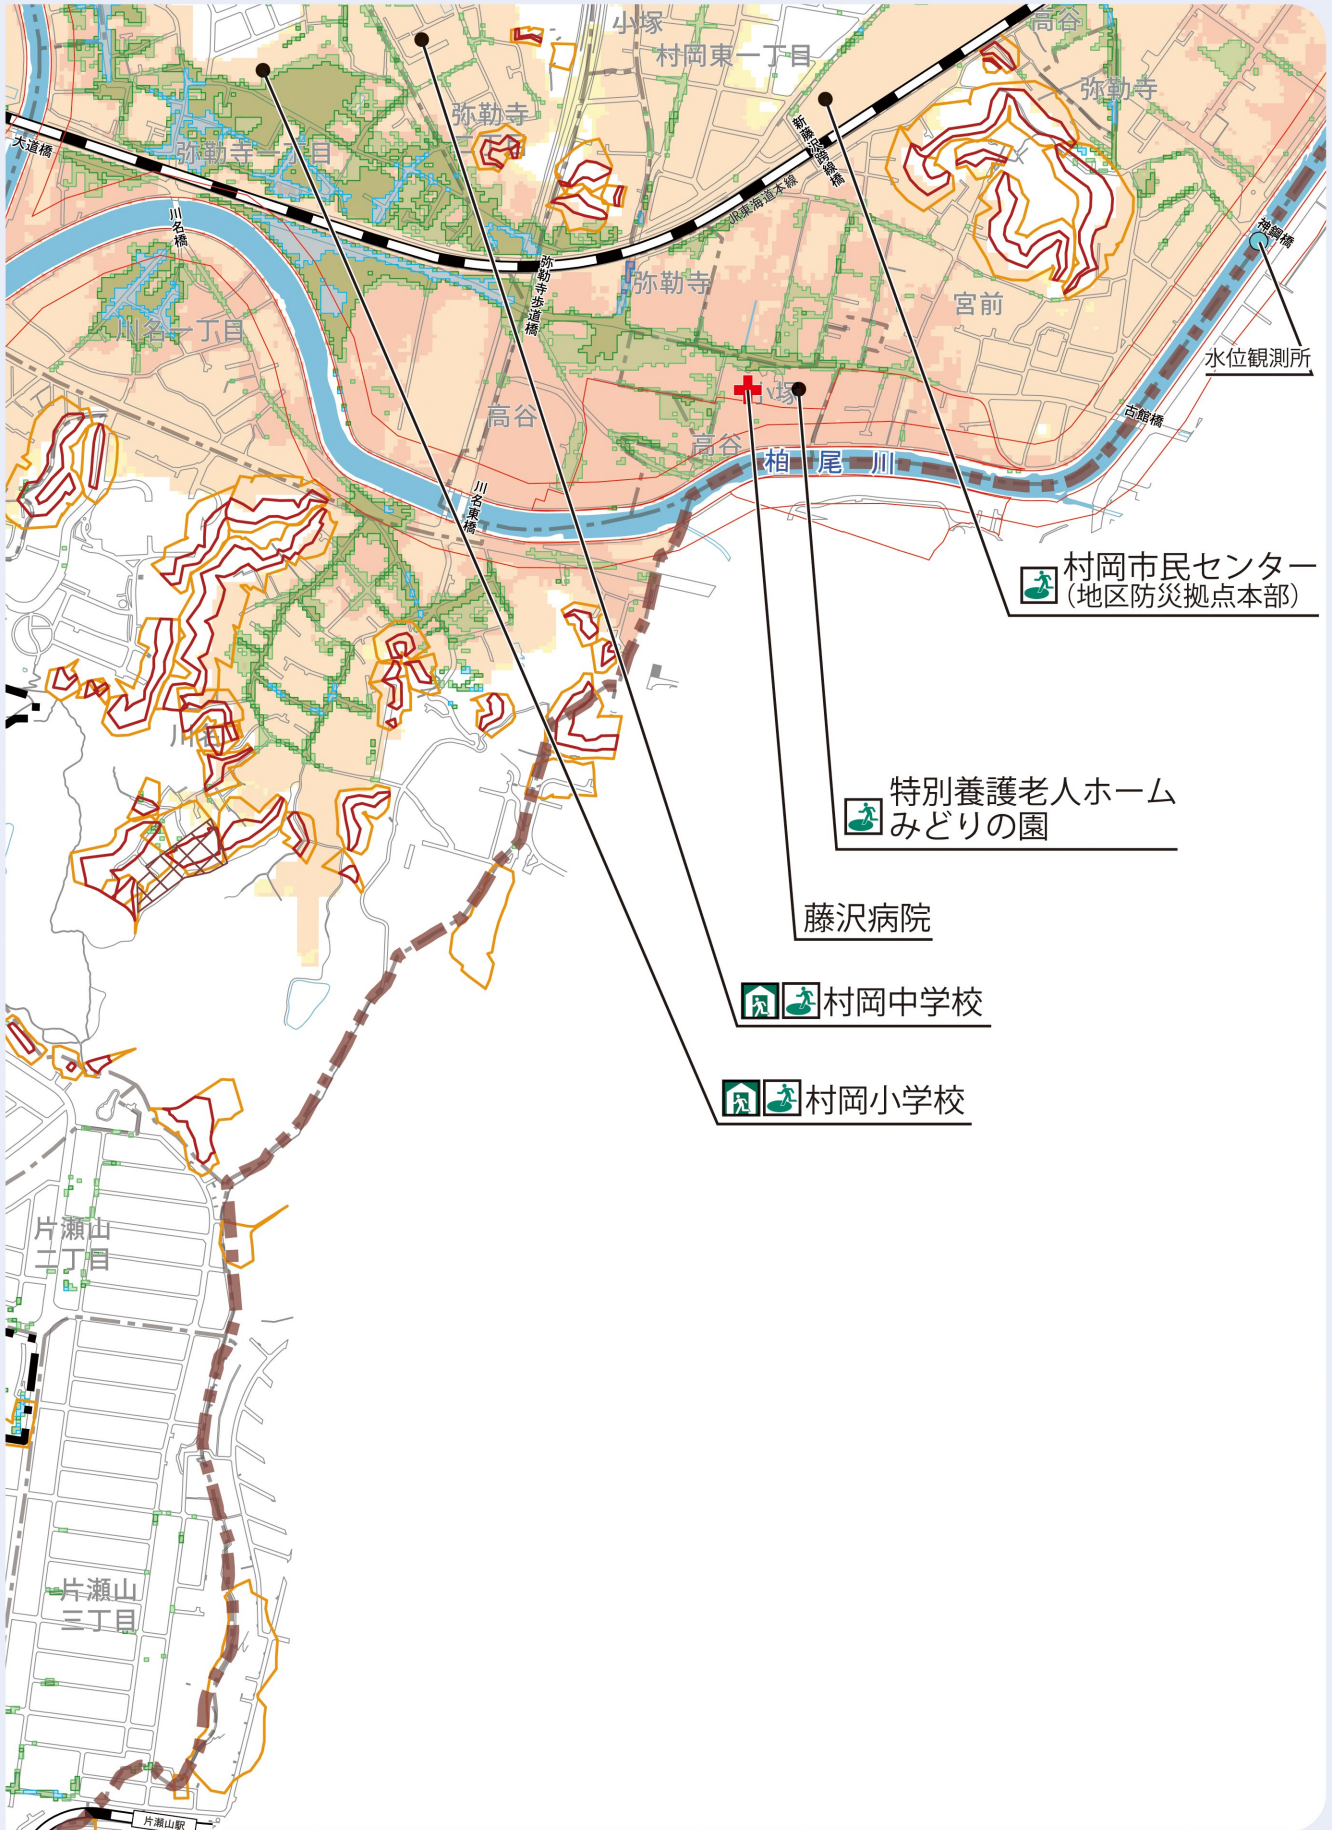 小塚
村岡東一丁目
高谷
弥勒寺
弥勒寺
新藤沢跨線橋
大道橋
弥勒寺一丁目
JR東海道本線
川名橋
神鋼橋
弥勒寺歩道橋
弥勒寺
宮前
川名一丁目
水位観測所
小塚
高谷
古館橋
高谷
柏尾川
川名東橋
村岡市民センター
（地区防災拠点本部）
川名
特別養護老人ホーム
みどりの園
藤沢病院
村岡中学校
村岡小学校
片瀬山
二丁目
片瀬山
三丁目
片瀬山駅